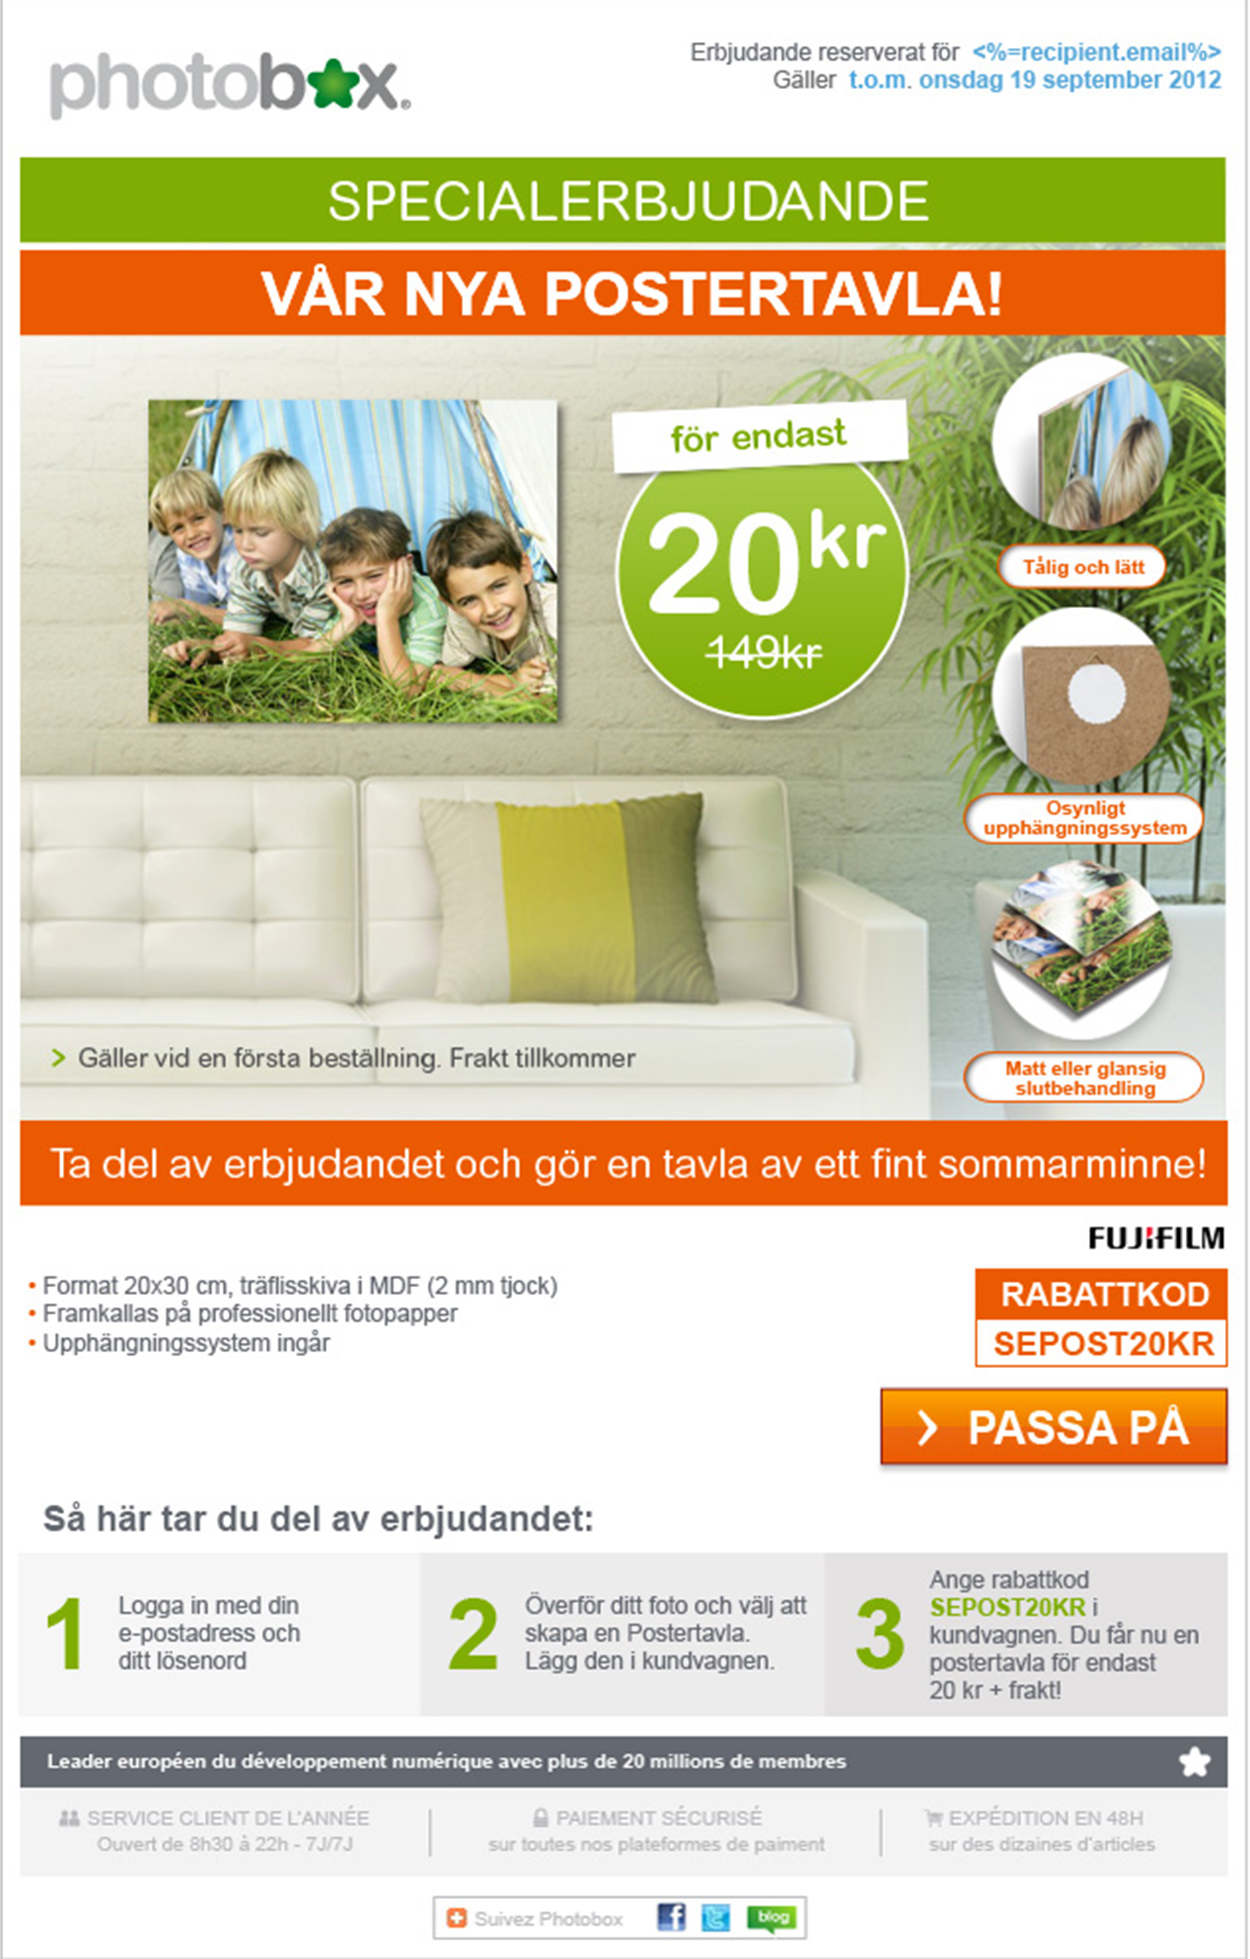 photobox.
Erbjudande reserverat för <%=recipient.email%>
Gäller t.o.m. onsdag 19 september 2012
SPECIALERBJUDANDE
VÅR NYA POSTERTAVLA!
för endast
20kr
149kr
Tålig och lätt
Osynligt
upphängningssystem
Matt eller glansig
slutbehandling
> Gäller vid en första beställning. Frakt tillkommer
Ta del av erbjudandet och gör en tavla av ett fint sommarminne!
FUJIFILM
• Format 20x30 cm, träflisskiva i MDF (2 mm tjock)
• Framkallas på professionellt fotopapper
• Upphängningssystem ingår
RABATTKOD
SEPOST20KR
> PASSA PÅ
Så här tar du del av erbjudandet:
1
Logga in med din
e-postadress och
ditt lösenord
2
Överför ditt foto och välj att
skapa en Postertavla.
Lägg den i kundvagnen.
3
Ange rabattkod
SEPOST20KR i
kundvagnen. Du får nu en
postertavla för endast
20 kr + frakt!
Leader européen du développement numérique avec plus de 20 millions de membres
SERVICE CLIENT DE L'ANNÉE
Ouvert de 8h30 à 22h - 7J/7J
PAIEMENT SÉCURISÉ
sur toutes nos plateformes de paiment
EXPÉDITION EN 48H
sur des dizaines d'articles
Suivez Photobox
blog